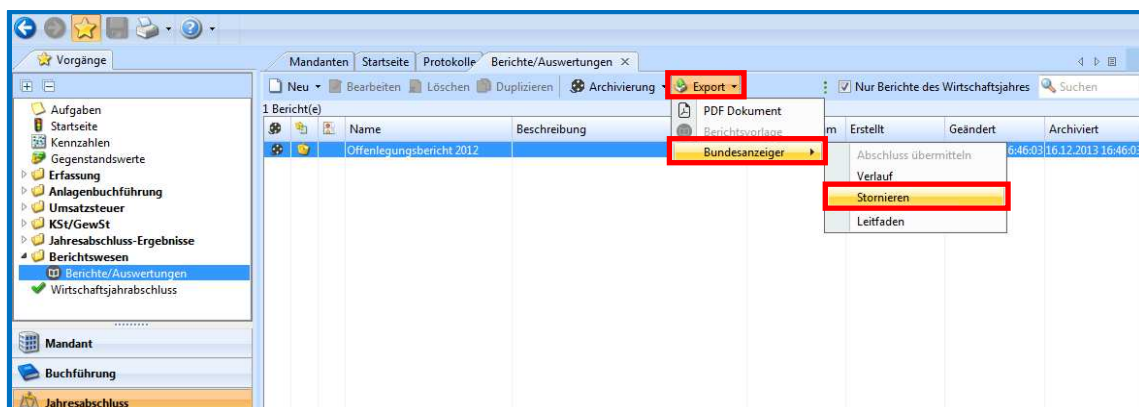 Vorgänge
Mandanten Startseite Protokolle Berichte/Auswertungen
Neu Bearbeiten Löschen Duplizieren Archivierung Export Nur Berichte des Wirtschaftsjahres Suchen
1 Bericht(e)
Name Beschreibung Erstellt Geändert Archiviert
Offenlegungsbericht 2012 6:46:03 16.12.2013 16:46:03
PDF Dokument
Berichtsvorlage
Bundesanzeiger
Abschluss übermitteln
Verlauf
Stornieren
Leitfaden
Aufgaben
Startseite
Kennzahlen
Gegenstandswerte
Erfassung
Anlagenbuchführung
Umsatzsteuer
KSt/GewSt
Jahresabschluss-Ergebnisse
Berichtswesen
Berichte/Auswertungen
Wirtschaftsjahrabschluss
Mandant
Buchführung
Jahresabschluss